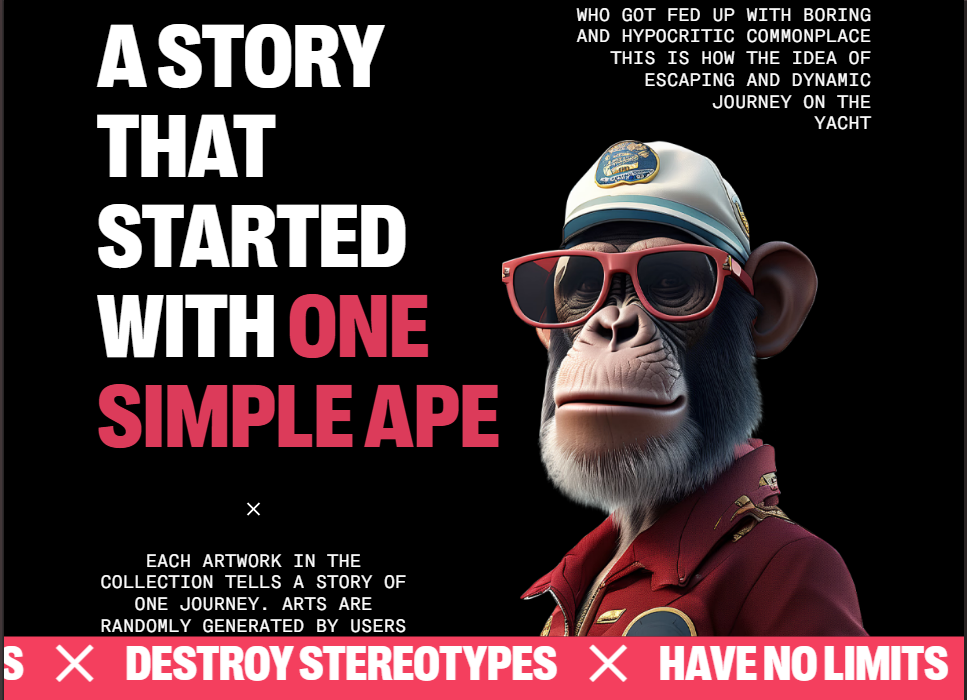 A STORY
THAT
STARTED
WITH ONE
SIMPLE APE
WHO GOT FED UP WITH BORING
AND HYPOCRITIC COMMONPLACE
THIS IS HOW THE IDEA OF
ESCAPING AND DYNAMIC
JOURNEY ON THE
YACHT
EACH ARTWORK IN THE
COLLECTION TELLS A STORY OF
ONE JOURNEY. ARTS ARE
RANDOMLY GENERATED BY USERS
S × DESTROY STEREOTYPES × HAVE NO LIMITS